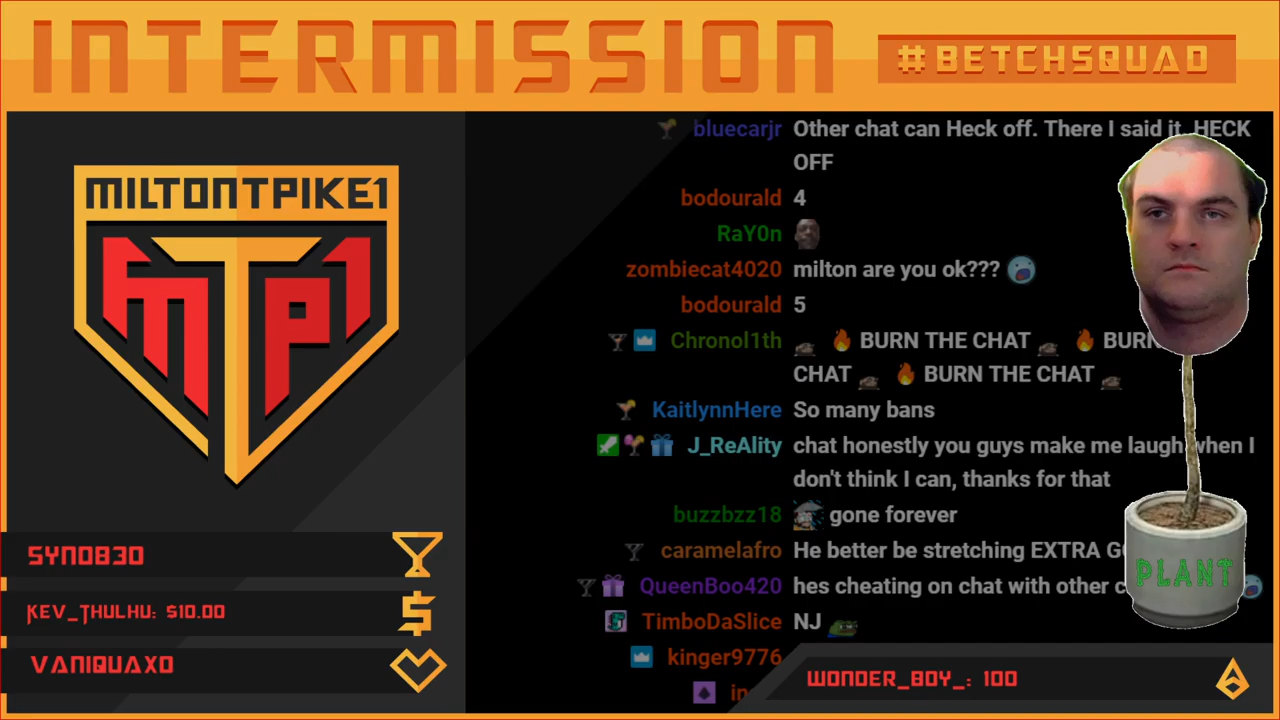 INTERMISSION
#BETCHSQUAD
MILTONTPIKE1
MTP1
bluecarjr Other chat can Heck off. There I said it. HECK
OFF
bodourald 4
RaY0n
zombiecat4020 milton are you ok???
bodourald 5
Chronol1th BURN THE CHAT BURN
CHAT BURN THE CHAT
KaitlynnHere So many bans
J_ReAlity chat honestly you guys make me laugh when I
don't think I can, thanks for that
buzzbzz18 gone forever
caramelafro He better be stretching EXTRA
QueenBoo420 hes cheating on chat with other
TimboDaSlice NJ
kinger9776
PLANT
SYNOB30
KEV_THULHU: $10.00
VANIQUAXO
WONDER_BOY_: 100